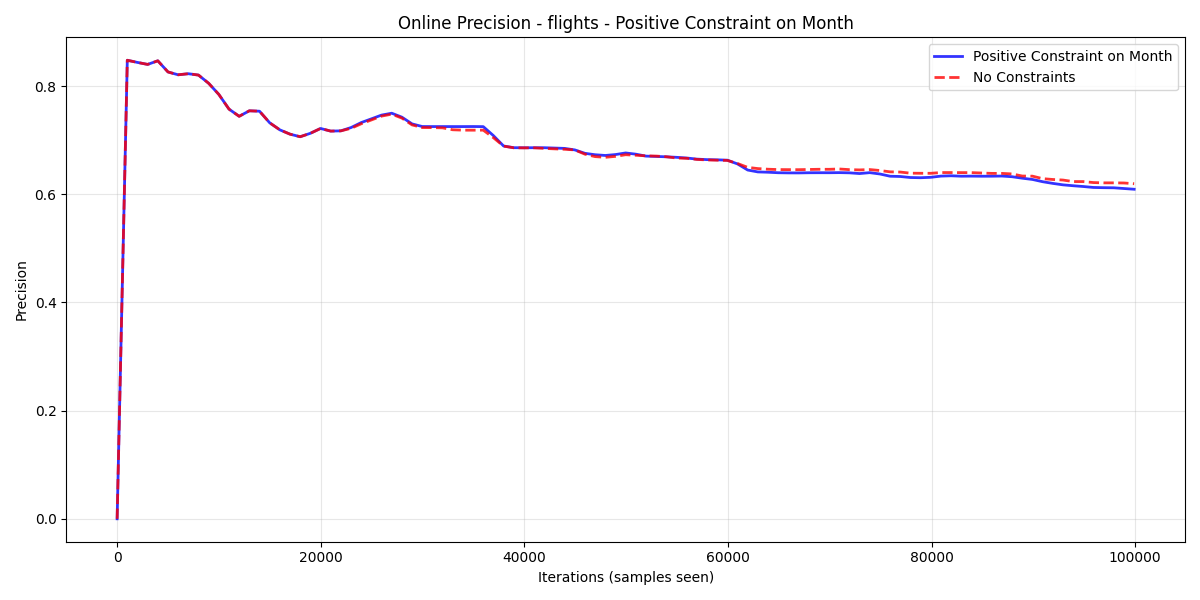 Online Precision - flights - Positive Constraint on Month
Positive Constraint on Month
No Constraints
Precision
0.8
0.6
0.4
0.2
0.0
0
20000
40000
60000
80000
100000
Iterations (samples seen)